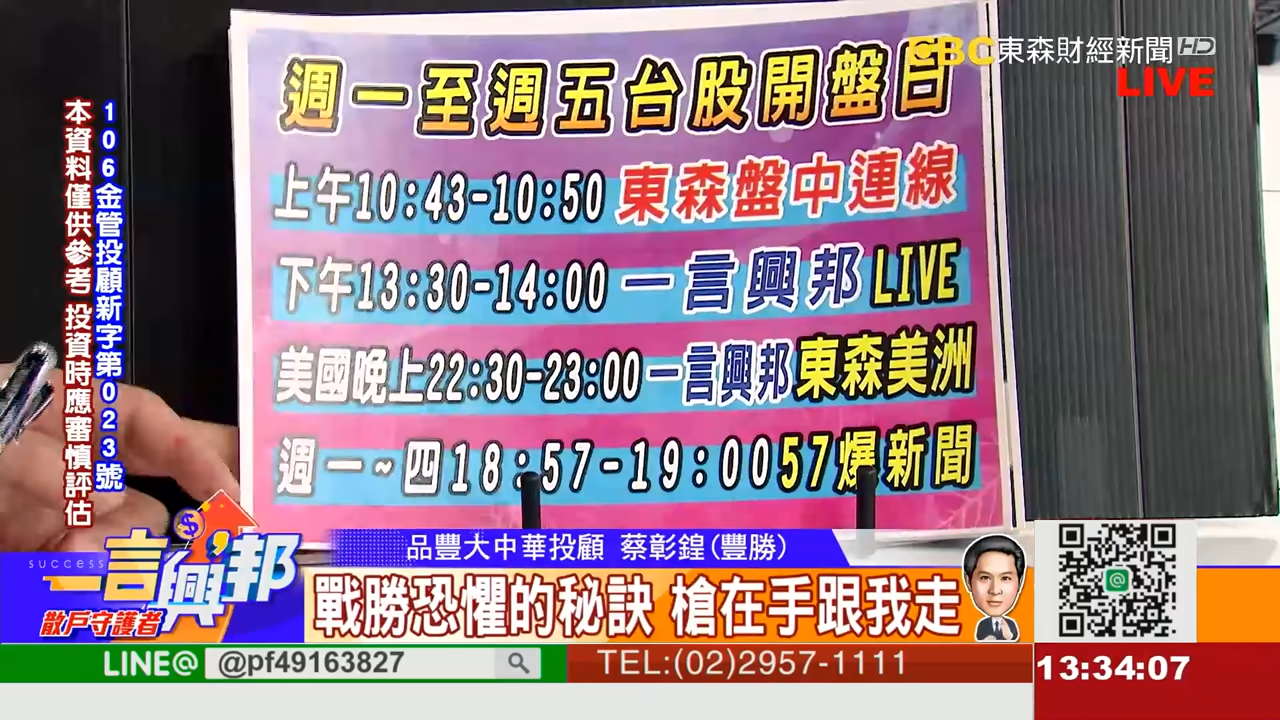 EBC東森財經新聞HD
LIVE
週一至週五台股開盤日
上午10:43-10:50 東森盤中連線
下午13:30-14:00 一言興邦LIVE
美國晚上22:30-23:00一言興邦東森美洲
週一~四18:57-19:00 57爆新聞
106金管投顧新字第023號
本資料僅供參考 投資時應審慎評估
success
一言興邦
散戶守護者
品豐大中華投顧 蔡彰鍠(豐勝)
戰勝恐懼的秘訣 槍在手跟我走
LINE@ @pf49163827
TEL:(02)2957-1111
13:34:07